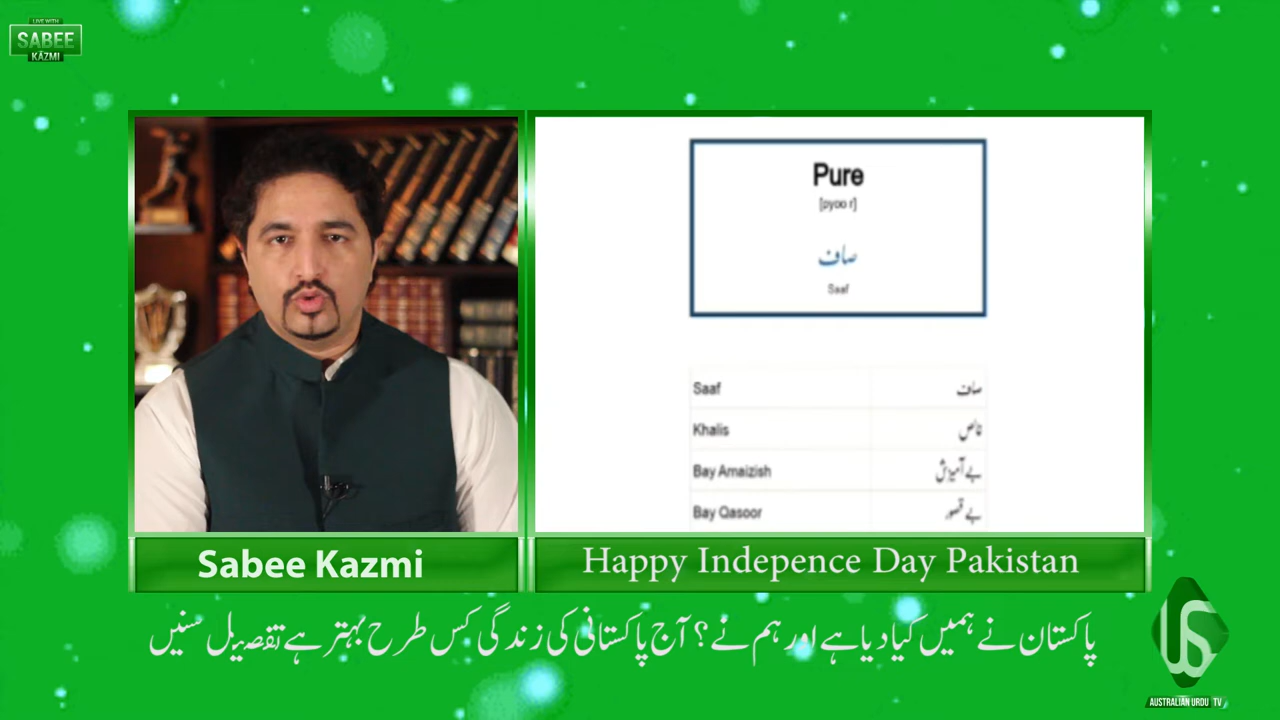 LIVE WITH
SABEE
KAZMI
Pure
[pyoo r]
صاف
Saaf
Saaf صاف
Khalis خالص
Bay Amaizish بے آمیزش
Bay Qasoor بے قصور
Sabee Kazmi
Happy Indepence Day Pakistan
پاکستان نے ہمیں کیا دیا ہے اور ہم نے؟ آج پاکستانی کی زندگی کس طرح بہتر ہے تفصیل سنیں
AUSTRALIAN URDU TV